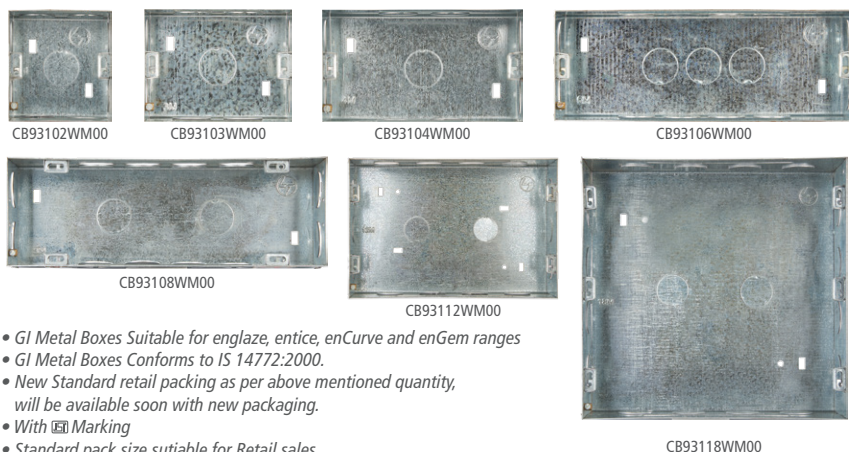 CB93102WM00
CB93103WM00
CB93104WM00
CB93106WM00
CB93108WM00
CB93112WM00
• GI Metal Boxes Suitable for englaze, entice, enCurve and enGem ranges
• GI Metal Boxes Conforms to IS 14772:2000.
• New Standard retail packing as per above mentioned quantity,
will be available soon with new packaging.
• With ISI Marking
• Standard pack size sutiable for Retail sales
CB93118WM00